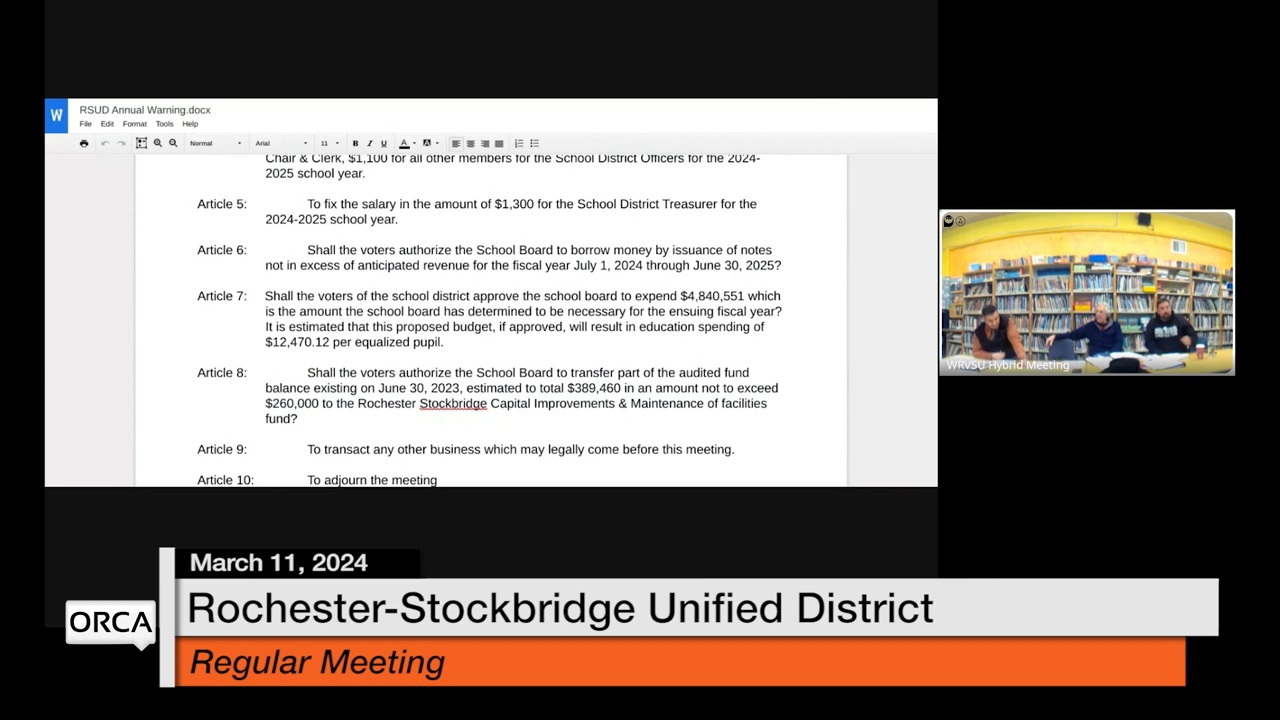 RSUD Annual Warning.docx
File Edit Format Tools Help
Normal Arial 11 B I U A A
Chair & Clerk, $1,100 for all other members for the School District Officers for the 2024-
2025 school year.
Article 5: To fix the salary in the amount of $1,300 for the School District Treasurer for the
2024-2025 school year.
Article 6: Shall the voters authorize the School Board to borrow money by issuance of notes
not in excess of anticipated revenue for the fiscal year July 1, 2024 through June 30, 2025?
Article 7: Shall the voters of the school district approve the school board to expend $4,840,551 which
is the amount the school board has determined to be necessary for the ensuing fiscal year?
It is estimated that this proposed budget, if approved, will result in education spending of
$12,470.12 per equalized pupil.
Article 8: Shall the voters authorize the School Board to transfer part of the audited fund
balance existing on June 30, 2023, estimated to total $389,460 in an amount not to exceed
$260,000 to the Rochester Stockbridge Capital Improvements & Maintenance of facilities
fund?
Article 9: To transact any other business which may legally come before this meeting.
Article 10: To adjourn the meeting
WRVSU Hybrid Meeting
March 11, 2024
ORCA
Rochester-Stockbridge Unified District
Regular Meeting